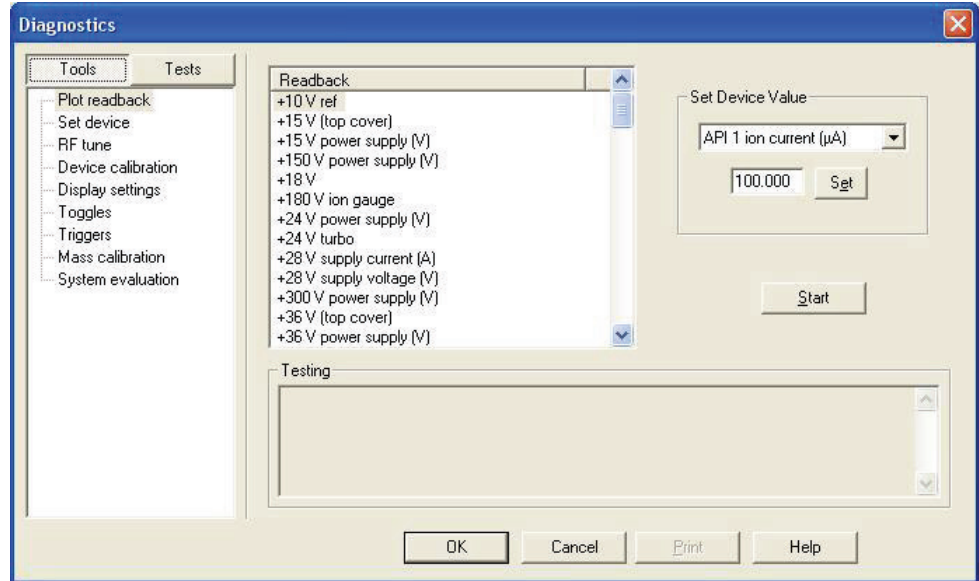 Diagnostics
Tools
Tests
Plot readback
Set device
RF tune
Device calibration
Display settings
Toggles
Triggers
Mass calibration
System evaluation
Readback
+10 V ref
+15 V (top cover)
+15 V power supply (V)
+150 V power supply (V)
+18 V
+180 V ion gauge
+24 V power supply (V)
+24 V turbo
+28 V supply current (A)
+28 V supply voltage (V)
+300 V power supply (V)
+36 V (top cover)
+36 V power supply (V)
Set Device Value
API 1 ion current (µA)
100.000
Set
Start
Testing
OK
Cancel
Print
Help